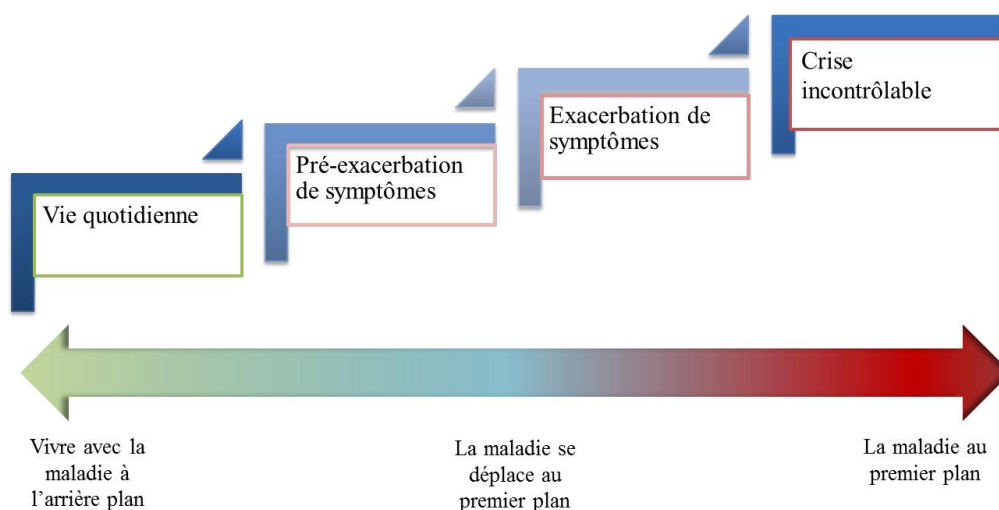 Vie quotidienne
Pré-exacerbation
de symptômes
Exacerbation de
symptômes
Crise
incontrôlable
Vivre avec la
maladie à
l’arrière plan
La maladie se
déplace au
premier plan
La maladie au
premier plan